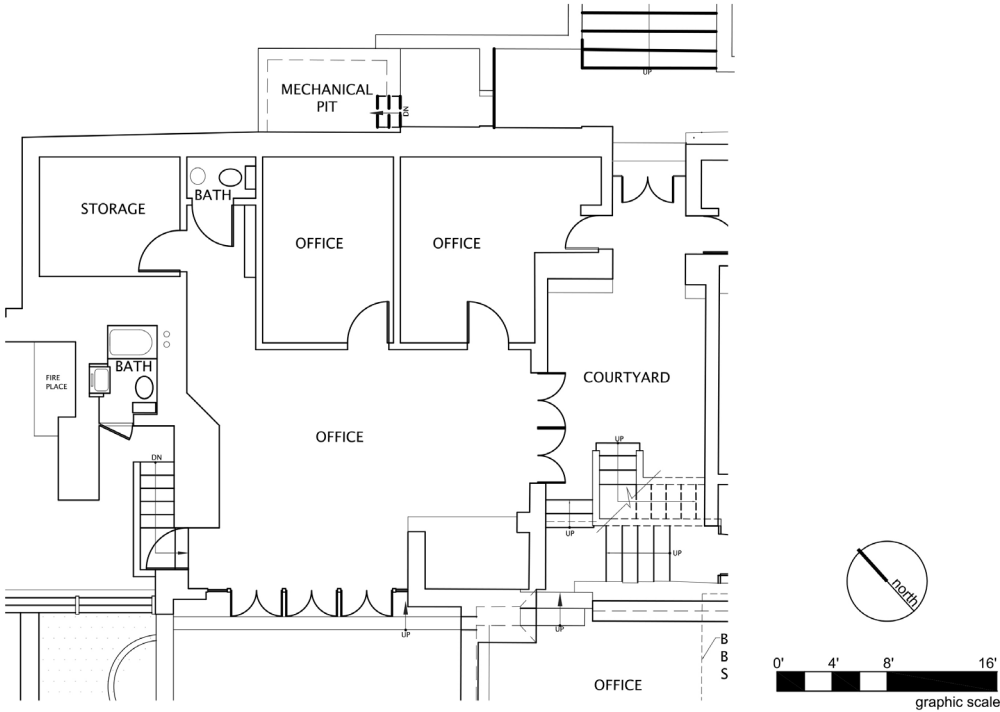 UP
MECHANICAL
PIT
DN
BATH
STORAGE
OFFICE
OFFICE
BATH
FIRE
PLACE
COURTYARD
OFFICE
UP
DN
UP
UP
UP
UP
B
B
S
OFFICE
north
0' 4' 8' 16'
graphic scale